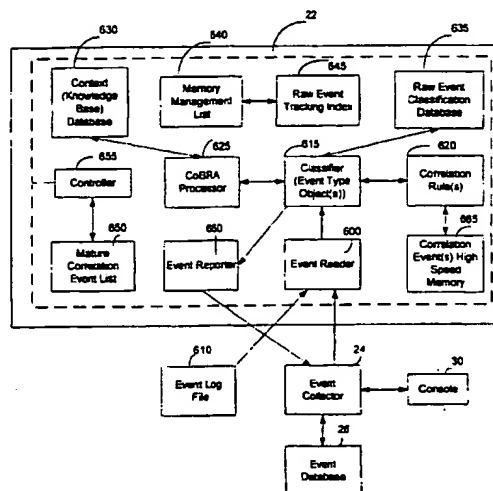 630
22
640
645
635
Context
(Knowledge
Base)
Database
Memory
Management
List
Raw Event
Tracking Index
Raw Event
Classification
Database
655
625
615
620
Controller
CoBRA
Processor
Classifier
(Event Type
Object(s))
Correlation
Rule(s)
650
660
600
665
Mature
Correlation
Event List
Event Reporter
Event Reader
Correlation
Event(s) High
Speed
Memory
610
24
30
Event Log
File
Event
Collector
Console
26
Event
Database